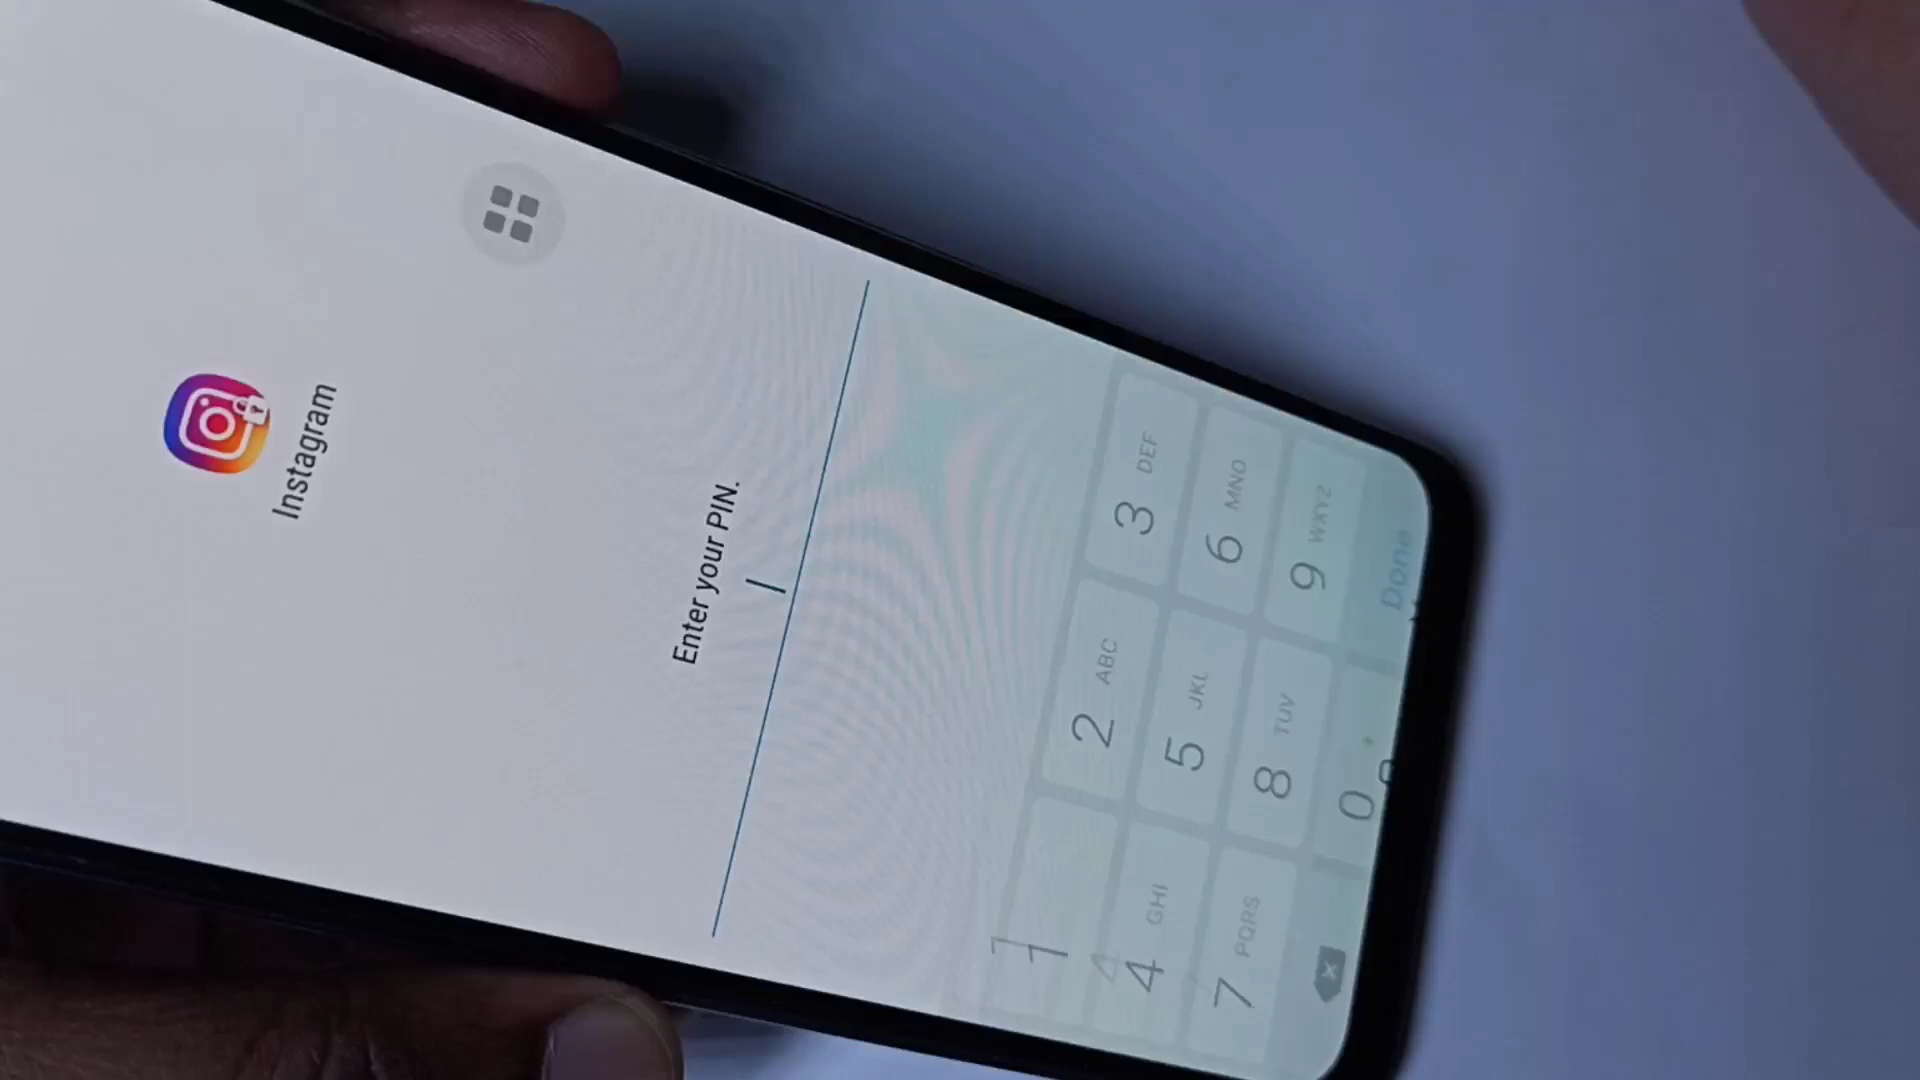 Instagram
Enter your PIN.
1
2 ABC
3 DEF
4 GHI
5 JKL
6 MNO
7 PQRS
8 TUV
9 WXYZ
0 +
Done